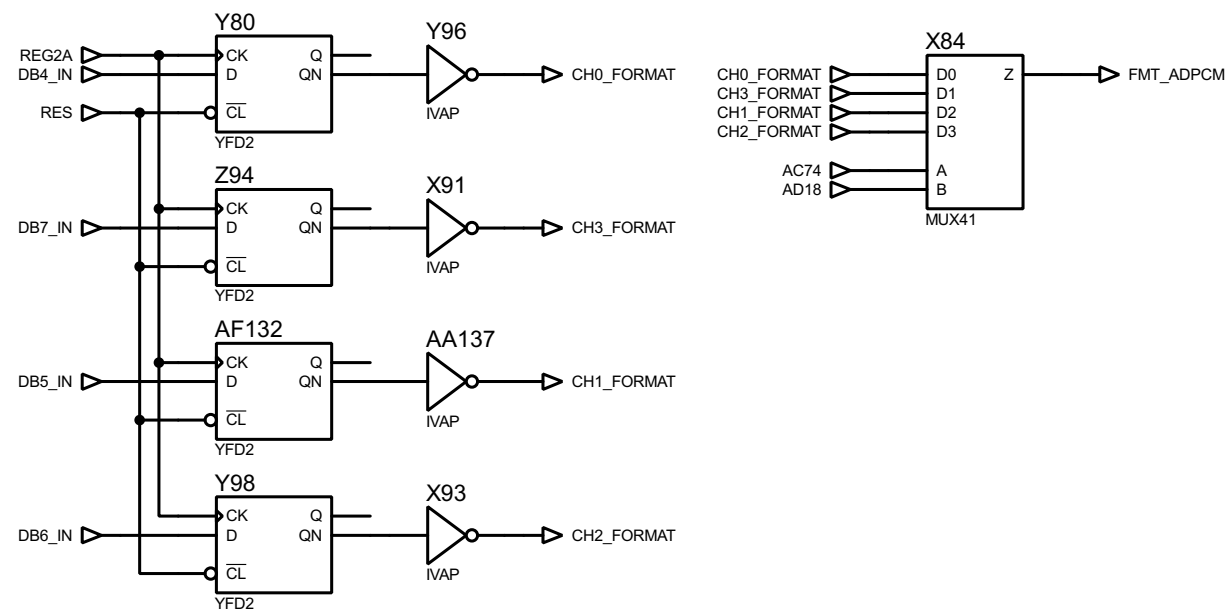 Y80
REG2A
DB4_IN
RES
CK
D
CL
Q
QN
YFD2
Y96
IVAP
CH0_FORMAT
Z94
DB7_IN
CK
D
CL
Q
QN
YFD2
X91
IVAP
CH3_FORMAT
AF132
DB5_IN
CK
D
CL
Q
QN
YFD2
AA137
IVAP
CH1_FORMAT
Y98
DB6_IN
CK
D
CL
Q
QN
YFD2
X93
IVAP
CH2_FORMAT
X84
CH0_FORMAT
CH3_FORMAT
CH1_FORMAT
CH2_FORMAT
AC74
AD18
D0
D1
D2
D3
A
B
Z
MUX41
FMT_ADPCM